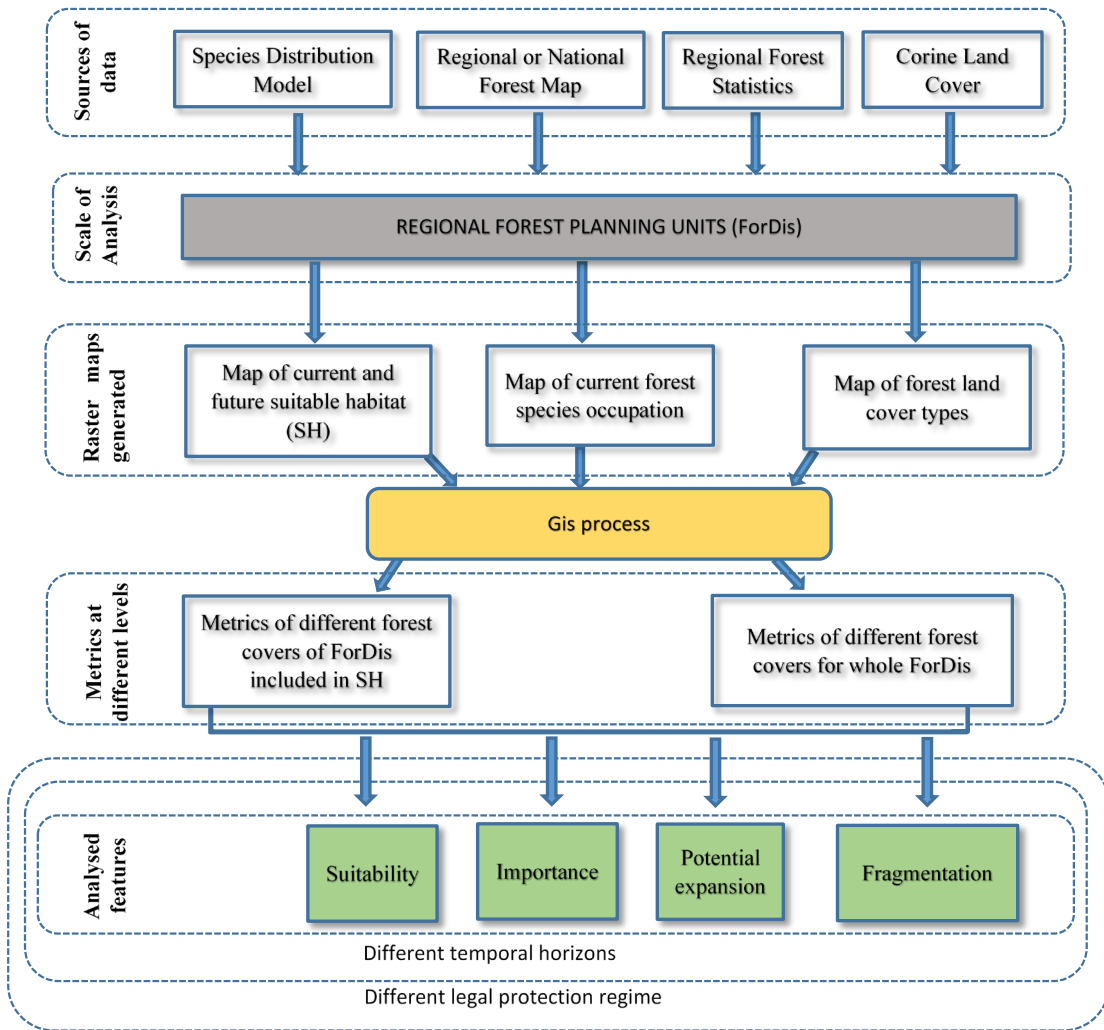 Sources of
data
Species Distribution
Model
Regional or National
Forest Map
Regional Forest
Statistics
Corine Land
Cover
Scale of
Analysis
REGIONAL FOREST PLANNING UNITS (ForDis)
Raster maps
generated
Map of current and
future suitable habitat
(SH)
Map of current forest
species occupation
Map of forest land
cover types
Gis process
Metrics at
different levels
Metrics of different forest
covers of ForDis
included in SH
Metrics of different forest
covers for whole ForDis
Analysed
features
Suitability
Importance
Potential
expansion
Fragmentation
Different temporal horizons
Different legal protection regime